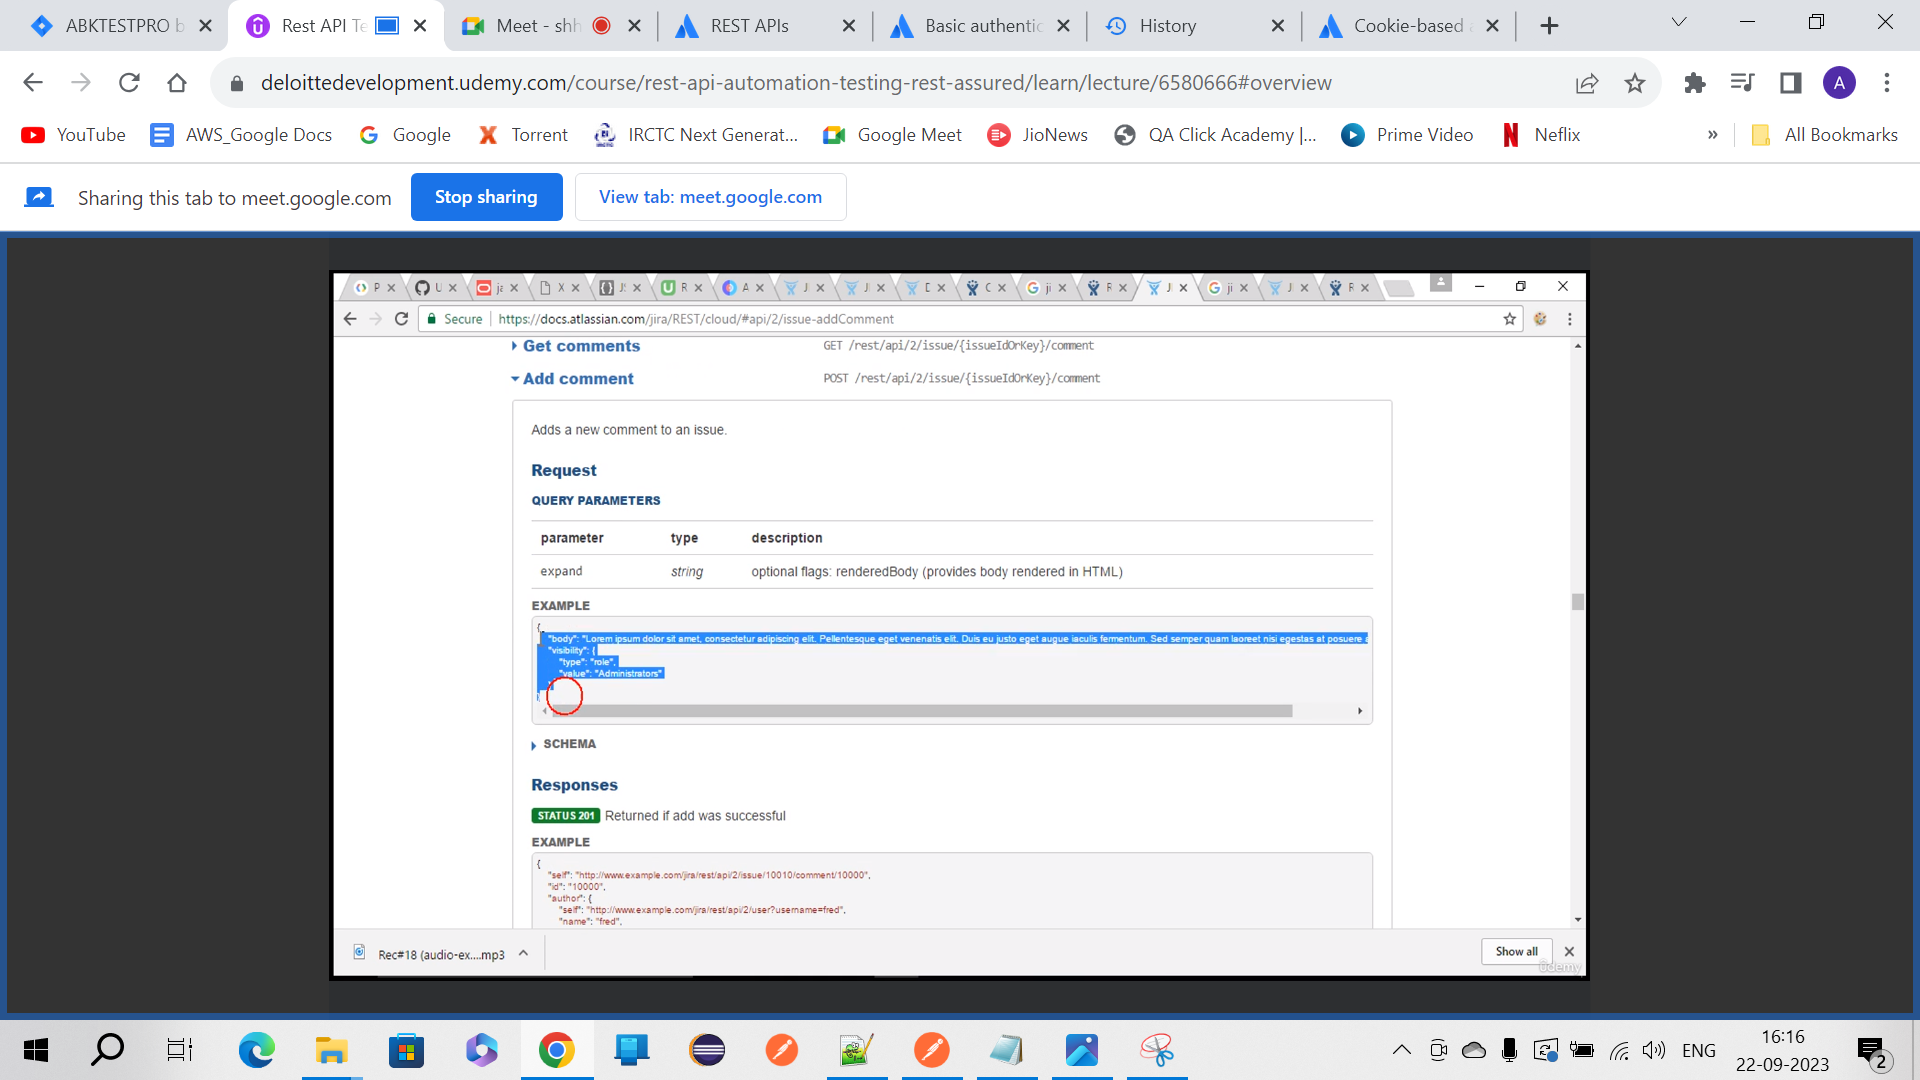 ABKTESTPRO b
Rest API Te
Meet - shh
REST APIs
Basic authentic
History
Cookie-based a
deloittedevelopment.udemy.com/course/rest-api-automation-testing-rest-assured/learn/lecture/6580666#overview
A
YouTube
AWS_Google Docs
Google
Torrent
IRCTC Next Generat...
Google Meet
JioNews
QA Click Academy |...
Prime Video
Neflix
»
All Bookmarks
Sharing this tab to meet.google.com
Stop sharing
View tab: meet.google.com
Secure
https://docs.atlassian.com/jira/REST/cloud/#api/2/issue-addComment
Get comments
GET /rest/api/2/issue/{issueIdOrKey}/comment
Add comment
POST /rest/api/2/issue/{issueIdOrKey}/comment
Adds a new comment to an issue.
Request
QUERY PARAMETERS
parameter type description
expand string optional flags: renderedBody (provides body rendered in HTML)
EXAMPLE
{
"body": "Lorem ipsum dolor sit amet, consectetur adipiscing elit. Pellentesque eget venenatis elit. Duis eu justo eget augue iaculis fermentum. Sed semper quam laoreet nisi egestas at posuere a
"visibility": {
"type": "role",
"value": "Administrators"
SCHEMA
Responses
STATUS 201 Returned if add was successful
EXAMPLE
{
"self": "http://www.example.com/jira/rest/api/2/issue/10010/comment/10000",
"id": "10000",
"author": {
"self": "http://www.example.com/jira/rest/api/2/user?username=fred",
"name": "fred",
Rec#18 (audio-ex....mp3
Show all
ûdemy
ENG
16:16
22-09-2023
2